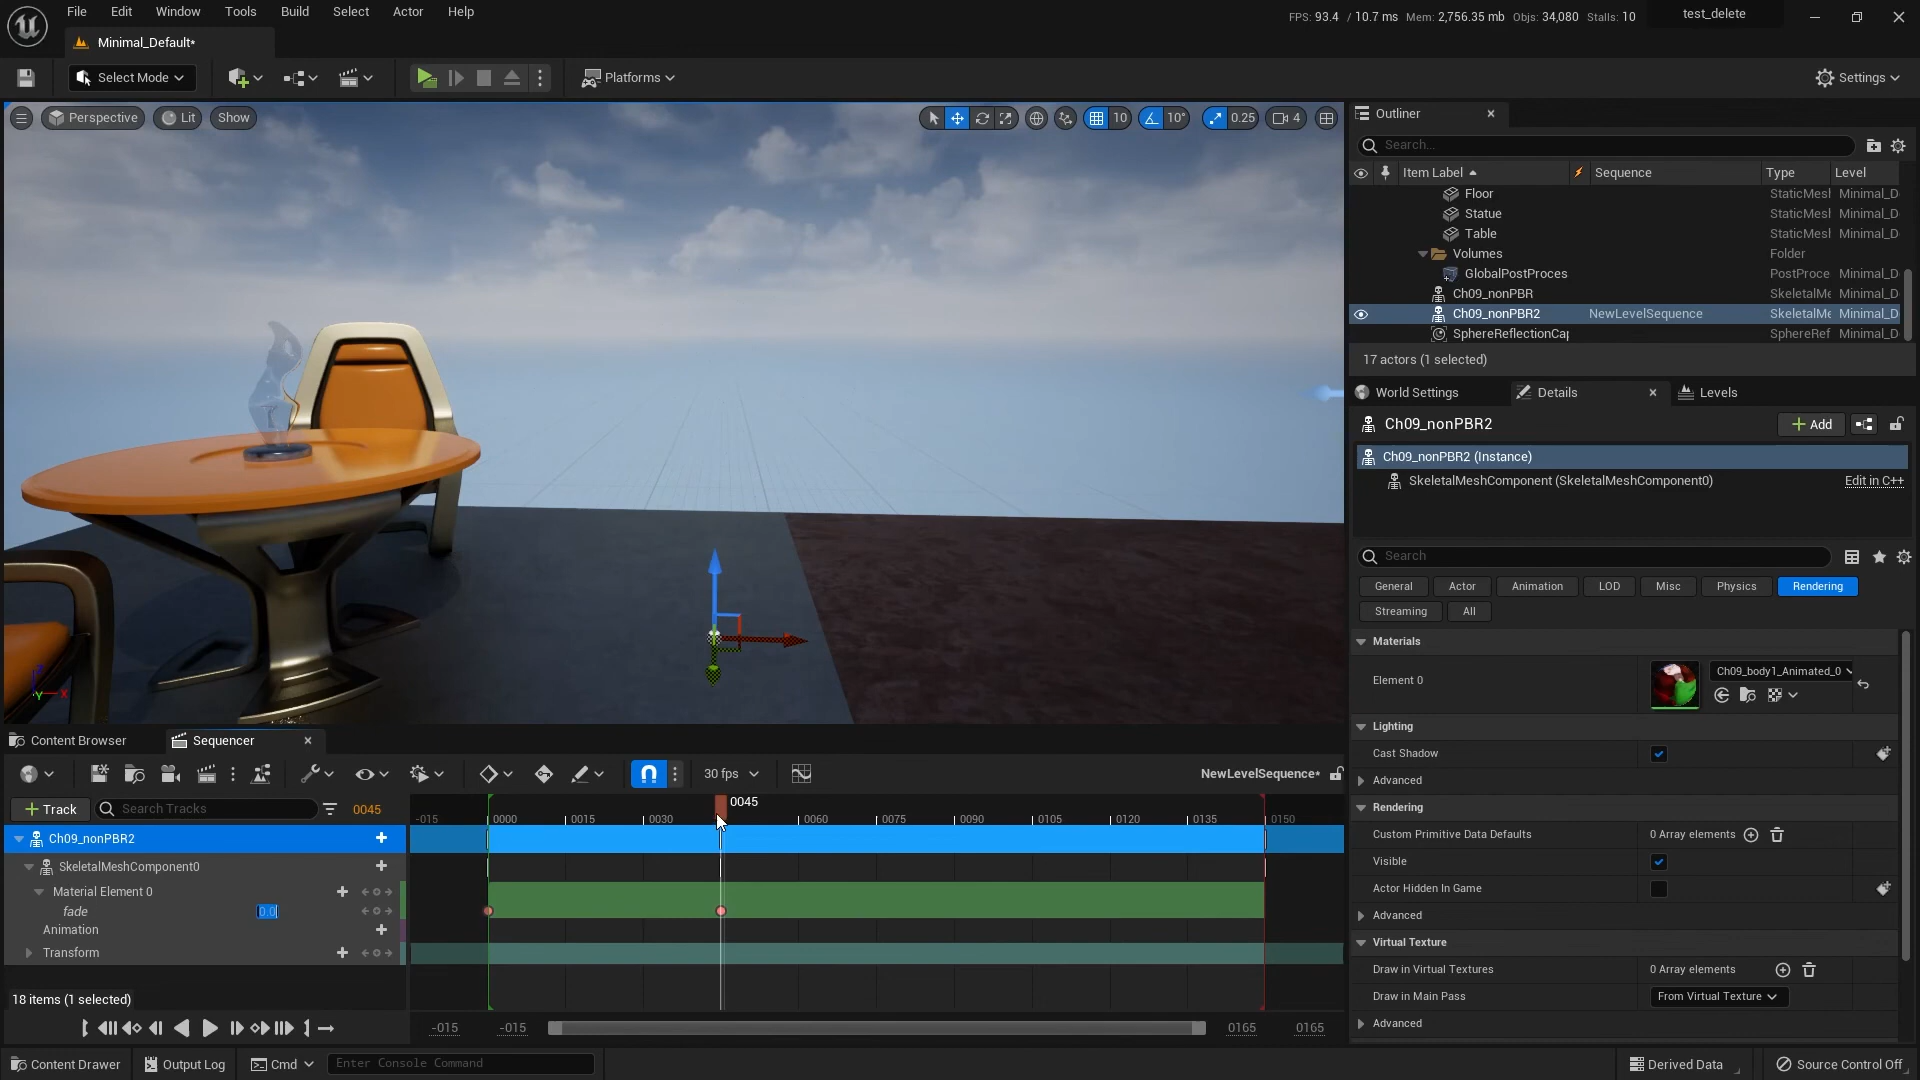 File Edit Window Tools Build Select Actor Help
FPS: 93.4 / 10.7 ms Mem: 2,756.35 mb Objs: 34,080 Stalls: 10
test_delete
Minimal_Default*
Select Mode
Platforms
Settings
Perspective Lit Show
10 10° 0.25 4
Outliner
Search...
Item Label Sequence Type Level
Floor StaticMesl Minimal_D
Statue StaticMesl Minimal_D
Table StaticMesl Minimal_D
Volumes Folder
GlobalPostProces PostProce Minimal_D
Ch09_nonPBR SkeletalMe Minimal_D
Ch09_nonPBR2 NewLevelSequence SkeletalMe Minimal_D
SphereReflectionCap SphereRef Minimal_D
17 actors (1 selected)
World Settings Details Levels
Ch09_nonPBR2
Add
Ch09_nonPBR2 (Instance)
SkeletalMeshComponent (SkeletalMeshComponent0) Edit in C++
Search
General Actor Animation LOD Misc Physics Rendering
Streaming All
Materials
Element 0
Ch09_body1_Animated_0
Lighting
Cast Shadow
Advanced
Rendering
Custom Primitive Data Defaults 0 Array elements
Visible
Actor Hidden In Game
Advanced
Virtual Texture
Draw in Virtual Textures 0 Array elements
Draw in Main Pass From Virtual Texture
Advanced
Content Browser Sequencer
30 fps
NewLevelSequence*
Track
Search Tracks
0045
0045
-015 0000 0015 0030 0060 0075 0090 0105 0120 0135 0150
Ch09_nonPBR2
SkeletalMeshComponent0
Material Element 0
fade 0.0
Animation
Transform
18 items (1 selected)
-015 -015 0165 0165
Content Drawer Output Log Cmd Enter Console Command
Derived Data Source Control Off
X
Y